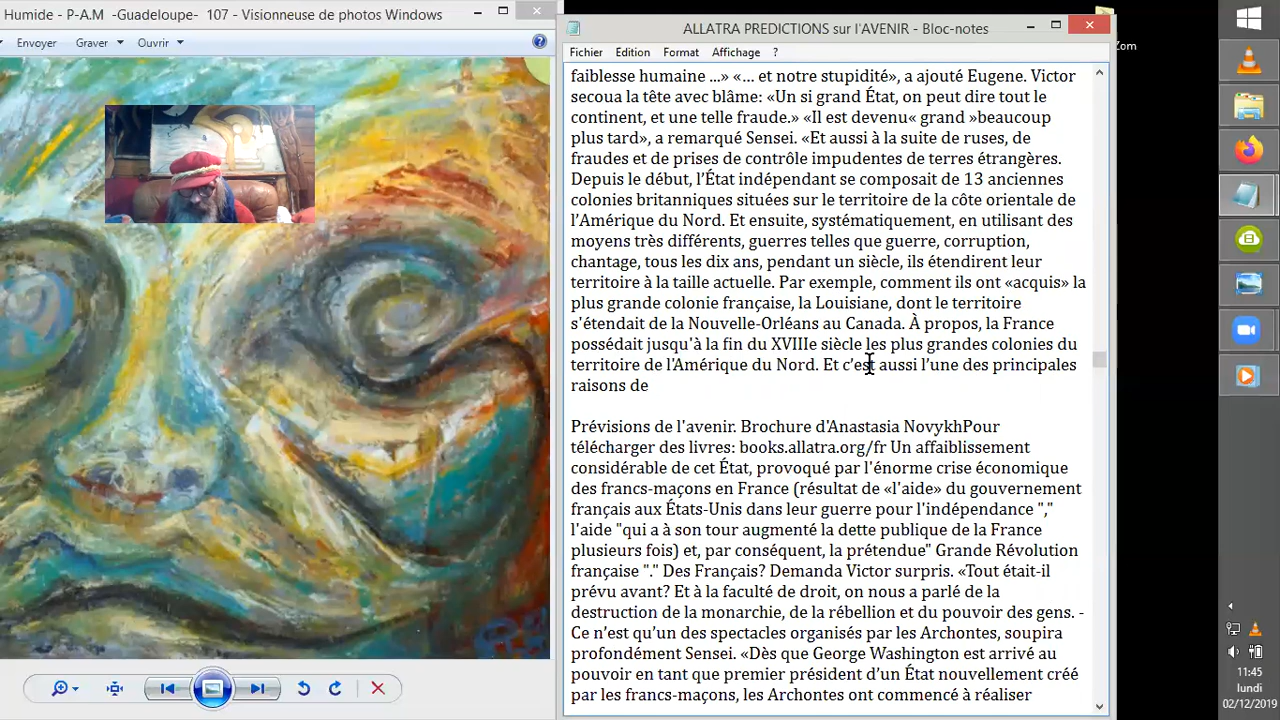 Humide - P-A.M -Guadeloupe- 107 - Visionneuse de photos Windows
Envoyer Graver Ouvrir
ALLATRA PREDICTIONS sur l'AVENIR - Bloc-notes
Fichier Edition Format Affichage ?
faiblesse humaine ...» «... et notre stupidité», a ajouté Eugene. Victor
secoua la tête avec blâme: «Un si grand État, on peut dire tout le
continent, et une telle fraude.» «Il est devenu« grand »beaucoup
plus tard», a remarqué Sensei. «Et aussi à la suite de ruses, de
fraudes et de prises de contrôle impudentes de terres étrangères.
Depuis le début, l'État indépendant se composait de 13 anciennes
colonies britanniques situées sur le territoire de la côte orientale de
l'Amérique du Nord. Et ensuite, systématiquement, en utilisant des
moyens très différents, guerres telles que guerre, corruption,
chantage, tous les dix ans, pendant un siècle, ils étendirent leur
territoire à la taille actuelle. Par exemple, comment ils ont «acquis» la
plus grande colonie française, la Louisiane, dont le territoire
s'étendait de la Nouvelle-Orléans au Canada. À propos, la France
possédait jusqu'à la fin du XVIIIe siècle les plus grandes colonies du
territoire de l'Amérique du Nord. Et c'est aussi l'une des principales
raisons de
Prévisions de l'avenir. Brochure d'Anastasia NovykhPour
télécharger des livres: books.allatra.org/fr Un affaiblissement
considérable de cet État, provoqué par l'énorme crise économique
des francs-maçons en France (résultat de «l'aide» du gouvernement
français aux États-Unis dans leur guerre pour l'indépendance ","
l'aide "qui a à son tour augmenté la dette publique de la France
plusieurs fois) et, par conséquent, la prétendue" Grande Révolution
française "." Des Français? Demanda Victor surpris. «Tout était-il
prévu avant? Et à la faculté de droit, on nous a parlé de la
destruction de la monarchie, de la rébellion et du pouvoir des gens. -
Ce n'est qu'un des spectacles organisés par les Archontes, soupira
profondément Sensei. «Dès que George Washington est arrivé au
pouvoir en tant que premier président d'un État nouvellement créé
par les francs-maçons, les Archontes ont commencé à réaliser
Zom
11:45
lundi
02/12/2019